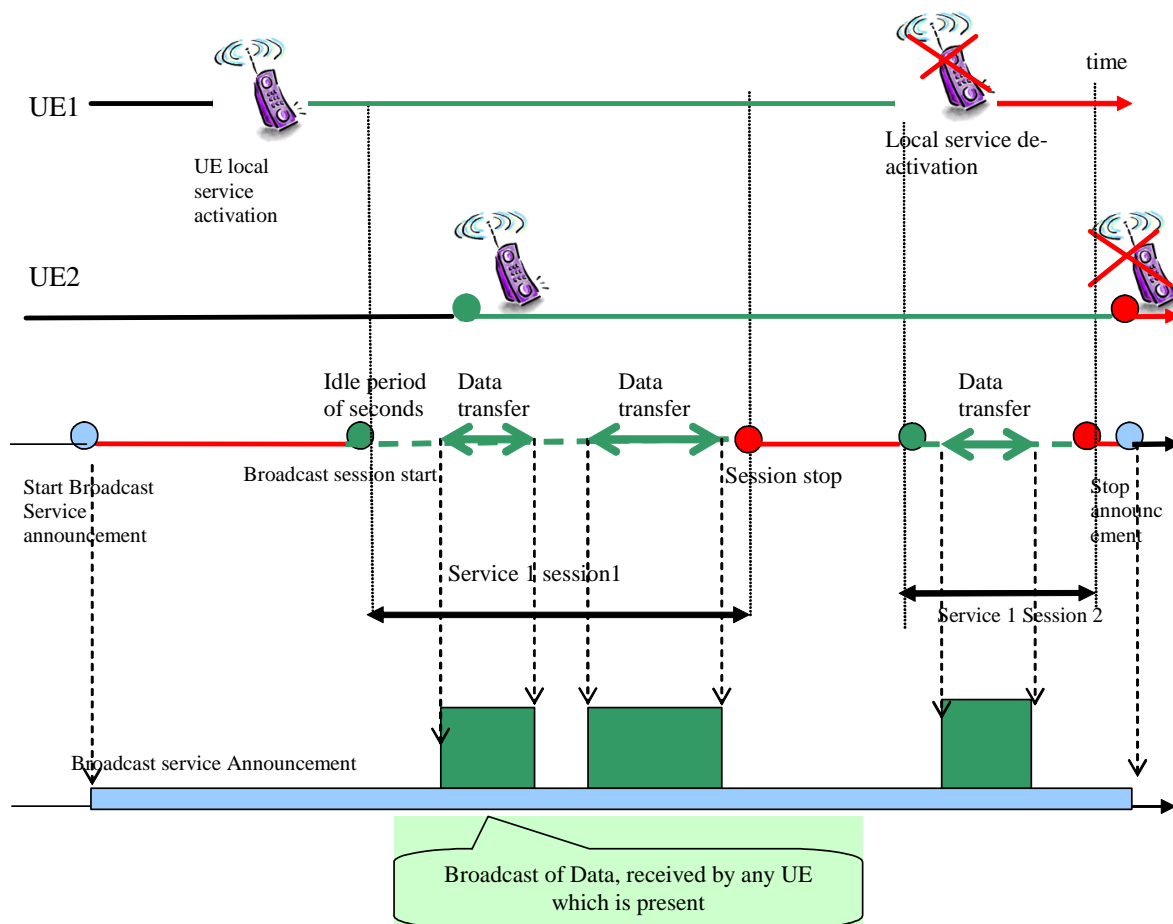 time
UE1
UE local
service
activation
Local service de-
activation
UE2
Idle period
of seconds
Data
transfer
Data
transfer
Data
transfer
Broadcast session start
Session stop
Start Broadcast
Service
announcement
Stop
announc
ement
Service 1 session1
Service 1 Session 2
Broadcast service Announcement
Broadcast of Data, received by any UE
which is present